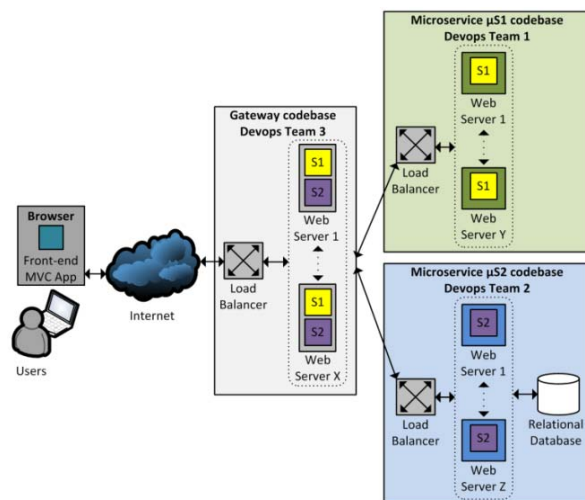 Microservice μS1 codebase
Devops Team 1
S1
Web
Server 1
Load
Balancer
S1
Web
Server Y
Gateway codebase
Devops Team 3
S1
S2
Web
Server 1
Load
Balancer
S1
S2
Web
Server X
Browser
Front-end
MVC App
Users
Internet
Microservice μS2 codebase
Devops Team 2
S2
Web
Server 1
Load
Balancer
S2
Web
Server Z
Relational
Database